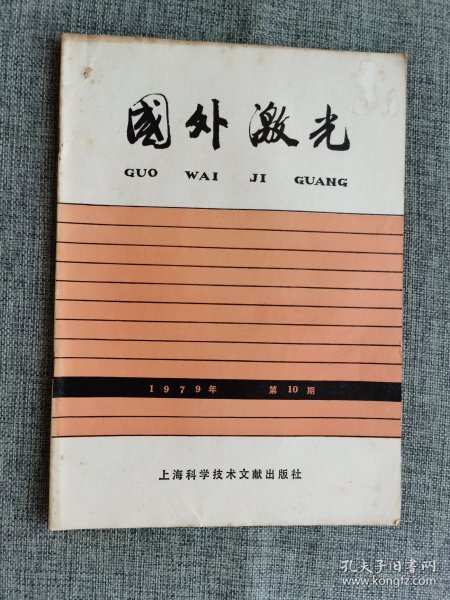 國外激光
GUO WAI JI GUANG
1979年 第10期
上海科学技术文献出版社
孔夫子旧书网
www.kongfz.com